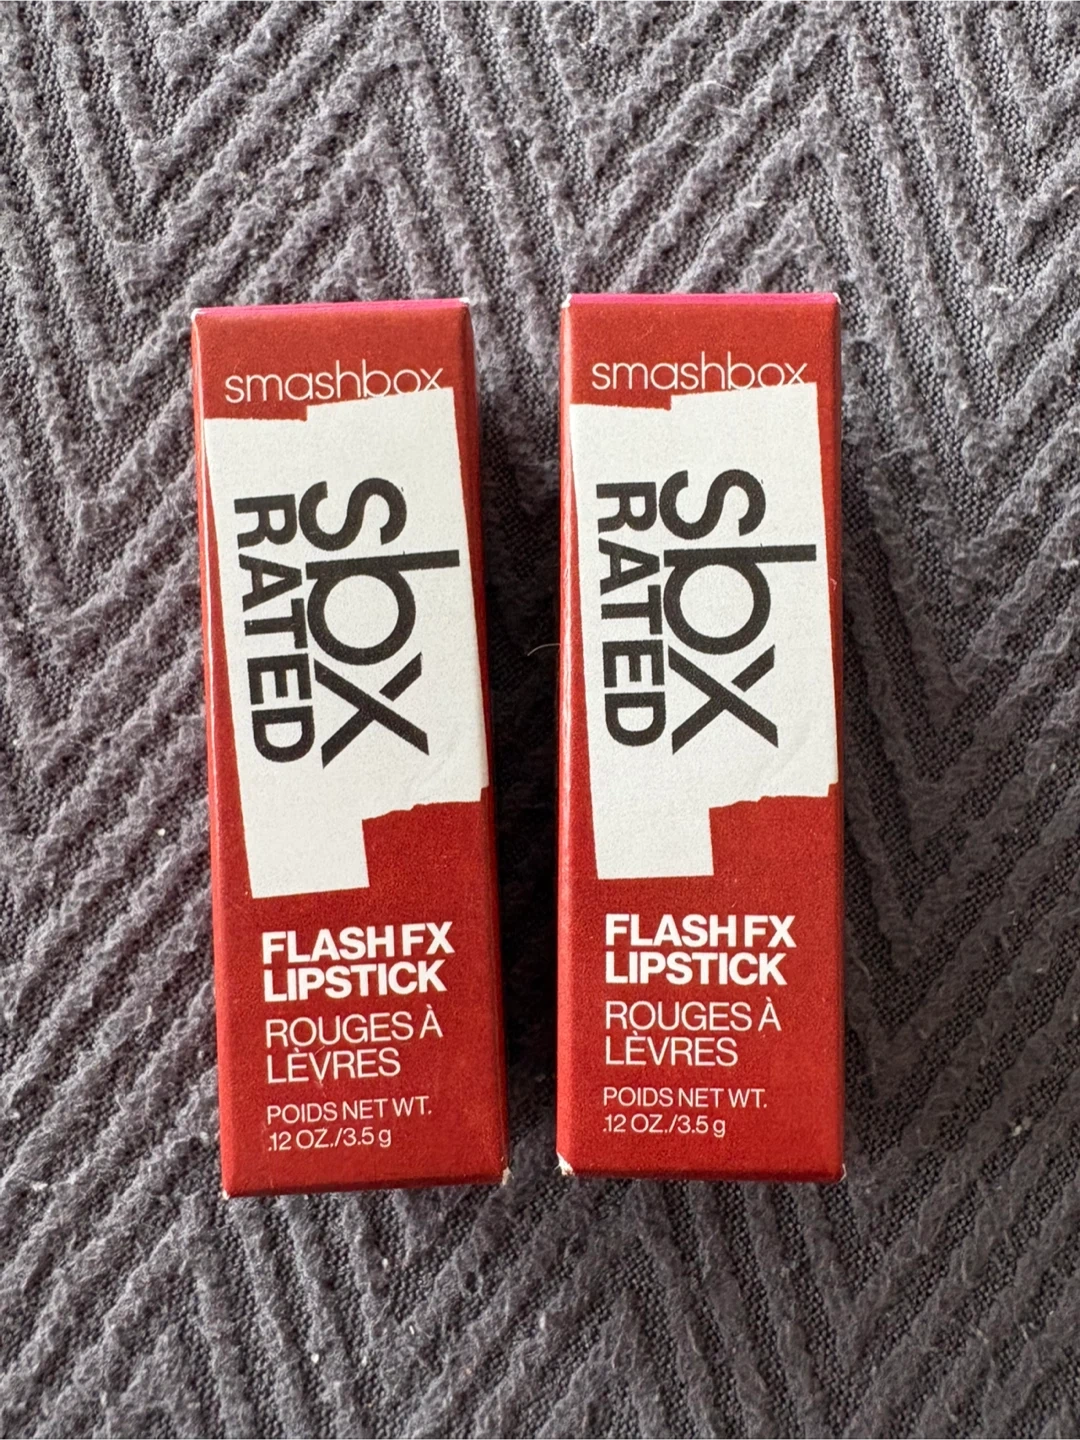 smashbox
sbx
RATED
FLASH FX
LIPSTICK
ROUGES À
LÈVRES
POIDS NET WT.
.12 OZ./3.5 g
smashbox
sbx
RATED
FLASH FX
LIPSTICK
ROUGES À
LÈVRES
POIDS NET WT.
.12 OZ./3.5 g